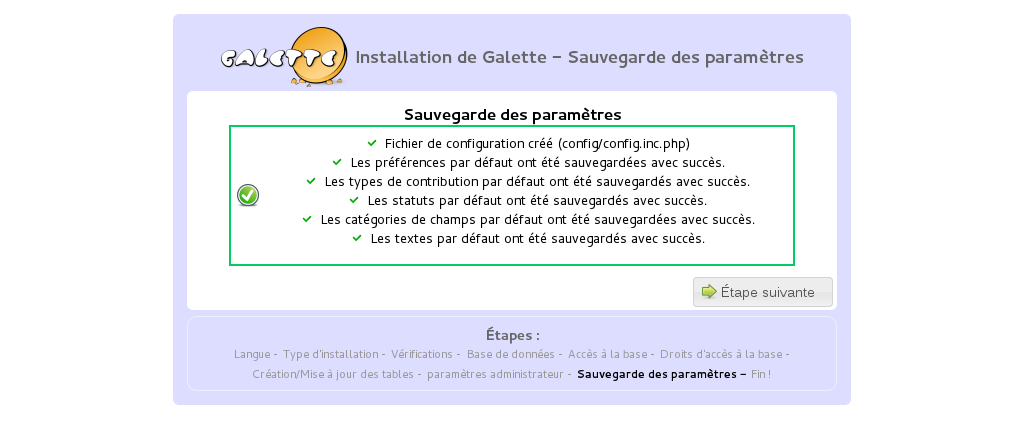 GALETTE
Installation de Galette - Sauvegarde des paramètres
Sauvegarde des paramètres
Fichier de configuration créé (config/config.inc.php)
Les préférences par défaut ont été sauvegardées avec succès.
Les types de contribution par défaut ont été sauvegardés avec succès.
Les statuts par défaut ont été sauvegardés avec succès.
Les catégories de champs par défaut ont été sauvegardées avec succès.
Les textes par défaut ont été sauvegardés avec succès.
Étape suivante
Étapes :
Langue - Type d'installation - Vérifications - Base de données - Accès à la base - Droits d'accès à la base -
Création/Mise à jour des tables - paramètres administrateur - Sauvegarde des paramètres - Fin !